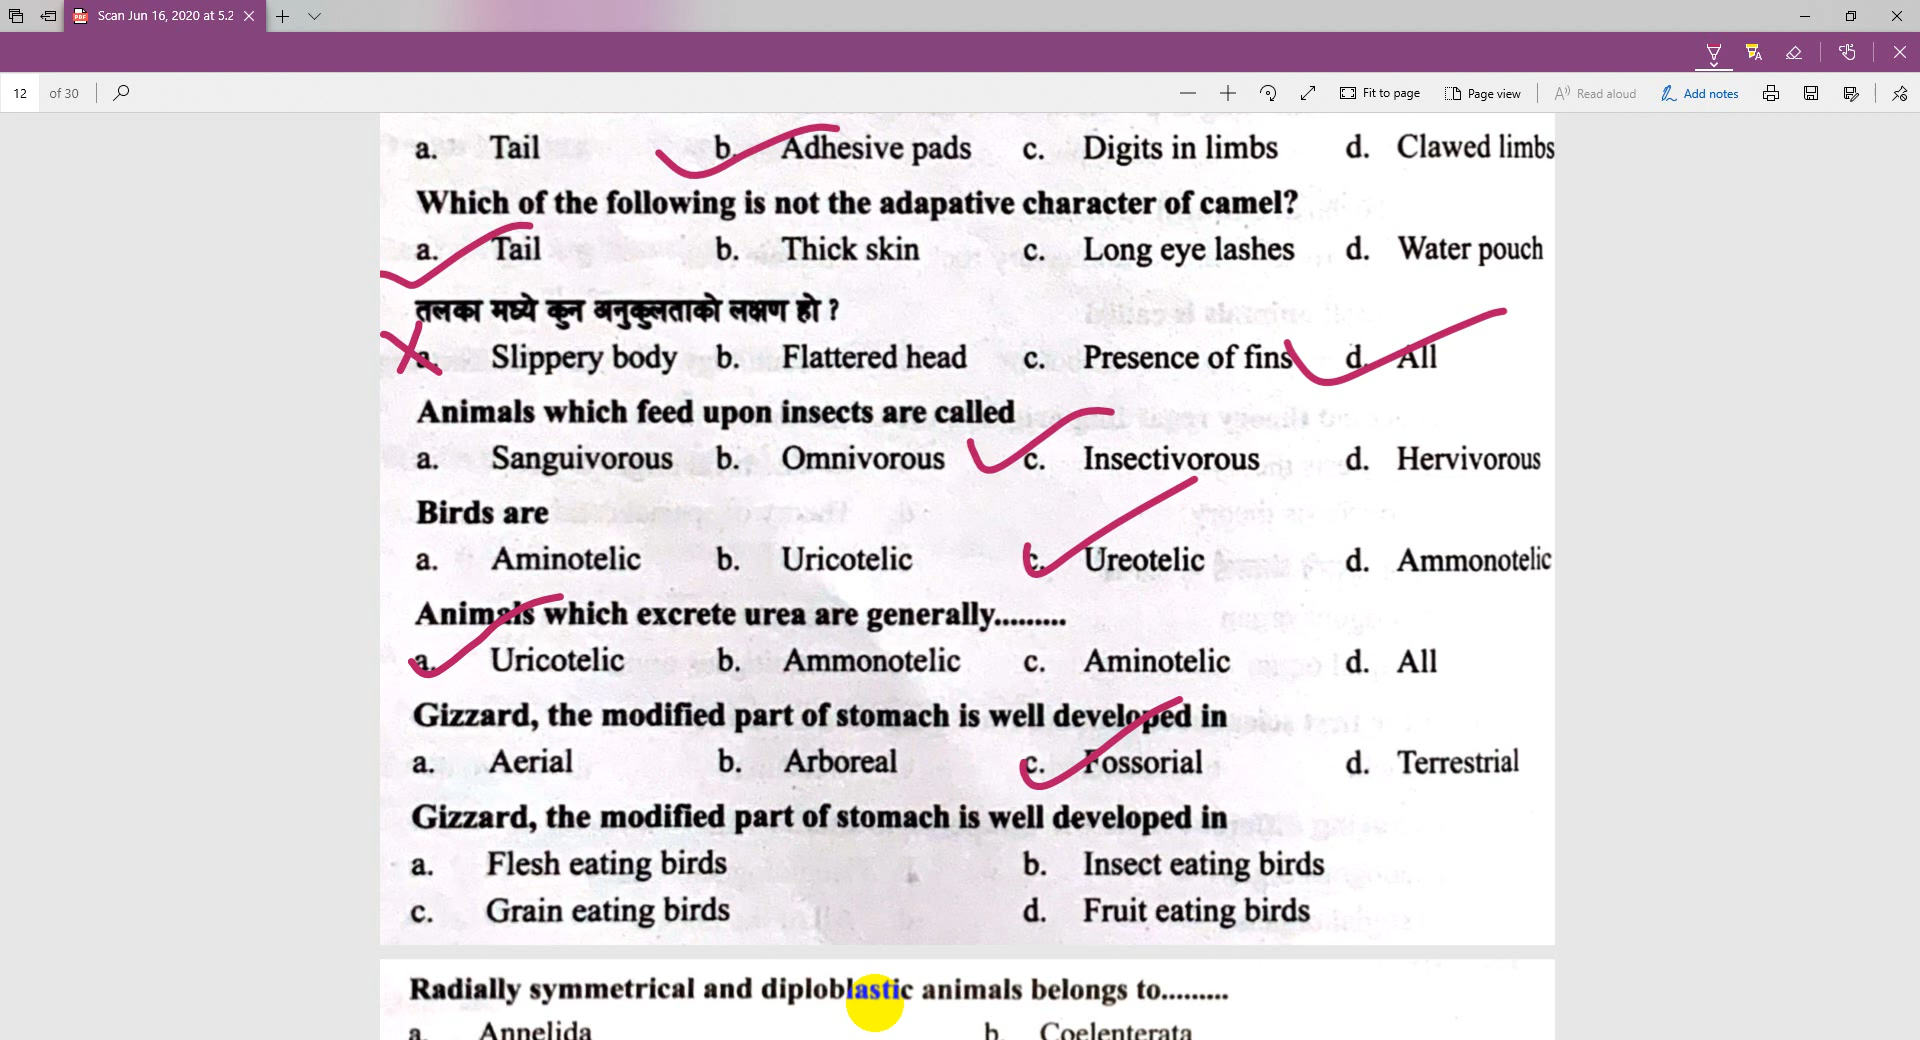 Scan Jun 16, 2020 at 5.2
12 of 30 Fit to page Page view Read aloud Add notes
a. Tail b. Adhesive pads c. Digits in limbs d. Clawed limbs
Which of the following is not the adapative character of camel?
a. Tail b. Thick skin c. Long eye lashes d. Water pouch
तलका मध्ये कुन अनुकुलताको लक्षण हो ?
a. Slippery body b. Flattered head c. Presence of fins d. All
Animals which feed upon insects are called
a. Sanguivorous b. Omnivorous c. Insectivorous d. Hervivorous
Birds are
a. Aminotelic b. Uricotelic c. Ureotelic d. Ammonotelic
Animals which excrete urea are generally.........
a. Uricotelic b. Ammonotelic c. Aminotelic d. All
Gizzard, the modified part of stomach is well developed in
a. Aerial b. Arboreal c. Fossorial d. Terrestrial
Gizzard, the modified part of stomach is well developed in
a. Flesh eating birds b. Insect eating birds
c. Grain eating birds d. Fruit eating birds
Radially symmetrical and diploblastic animals belongs to.........
a. Annelida b. Coelenterata